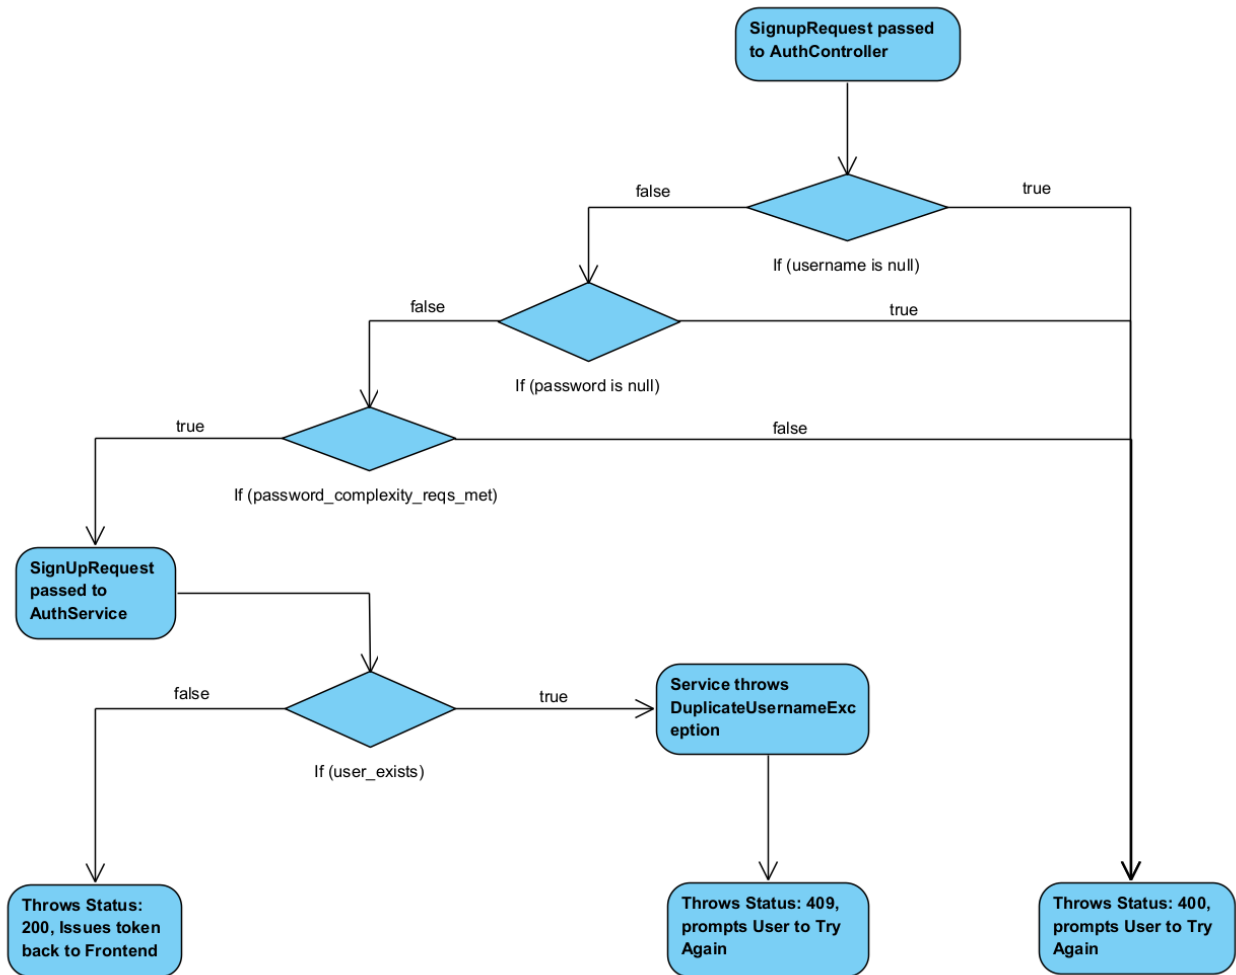 SignupRequest passed
to AuthController
false
true
If (username is null)
false
true
If (password is null)
true
false
If (password_complexity_reqs_met)
SignUpRequest
passed to
AuthService
false
true
If (user_exists)
Service throws
DuplicateUsernameExc
eption
Throws Status:
200, Issues token
back to Frontend
Throws Status: 409,
prompts User to Try
Again
Throws Status: 400,
prompts User to Try
Again